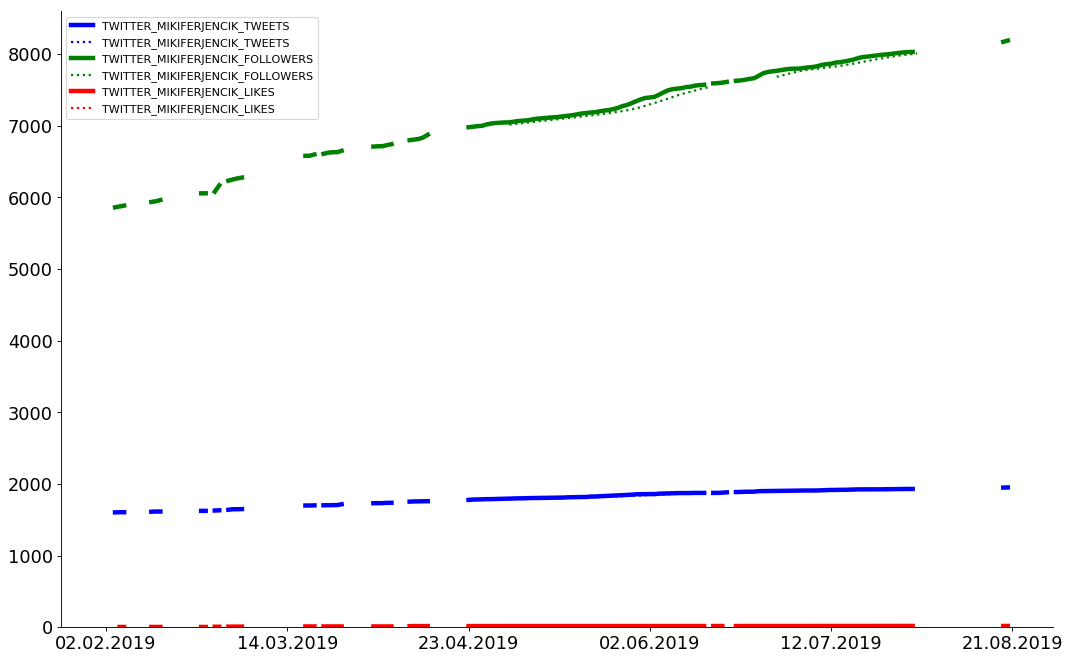 TWITTER_MIKIFERJENCIK_TWEETS
TWITTER_MIKIFERJENCIK_TWEETS
TWITTER_MIKIFERJENCIK_FOLLOWERS
TWITTER_MIKIFERJENCIK_FOLLOWERS
TWITTER_MIKIFERJENCIK_LIKES
TWITTER_MIKIFERJENCIK_LIKES
8000
7000
6000
5000
4000
3000
2000
1000
0
02.02.2019 14.03.2019 23.04.2019 02.06.2019 12.07.2019 21.08.2019